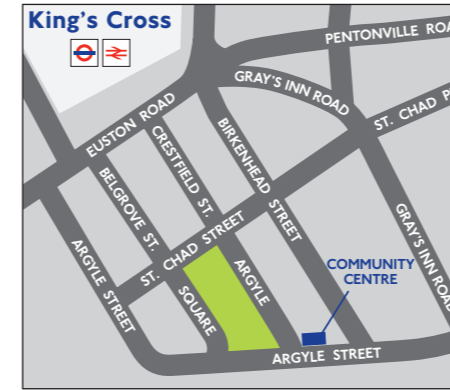 King's Cross
PENTONVILLE ROA
GRAY'S INN ROAD
ST. CHAD P
EUSTON ROAD
CRESTFIELD ST.
BIRKENHEAD STREET
BELGROVE ST.
ST. CHAD STREET
GRAY'S INN ROAD
ARGYLE STREET
SQUARE
ARGYLE
COMMUNITY
CENTRE
ARGYLE STREET